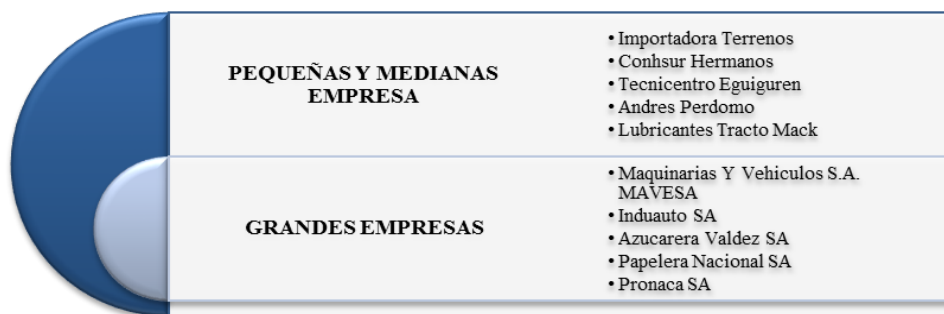 PEQUEÑAS Y MEDIANAS
EMPRESA
• Importadora Terrenos
• Conhsur Hermanos
• Tecnicentro Eguiguren
• Andres Perdomo
• Lubricantes Tracto Mack
GRANDES EMPRESAS
• Maquinarias Y Vehiculos S.A.
MAVESA
• Induauto SA
• Azucarera Valdez SA
• Papelera Nacional SA
• Pronaca SA